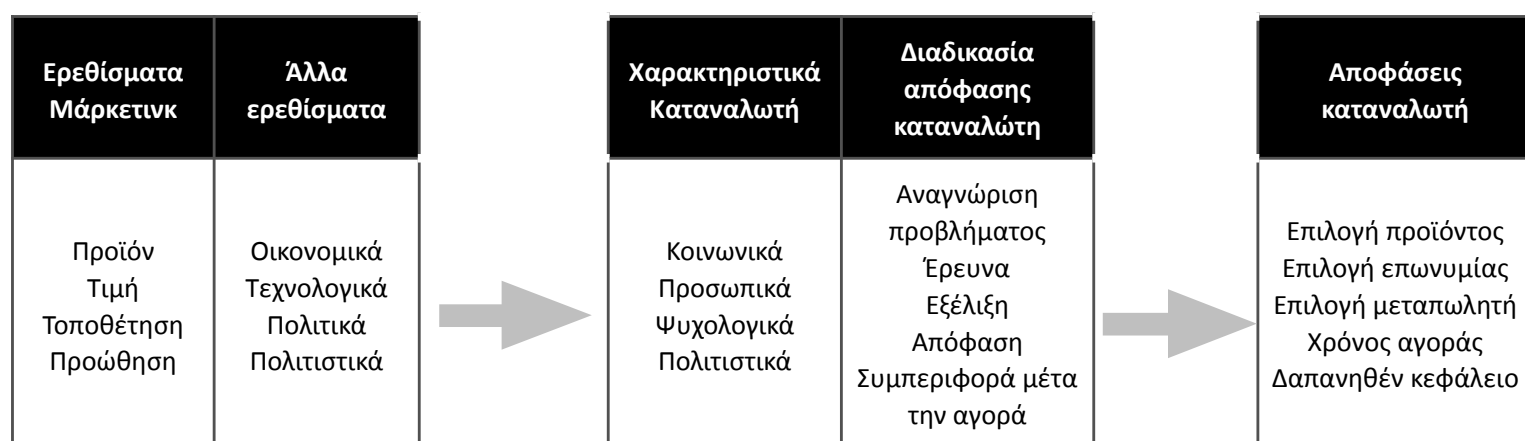 Ερεθίσματα
Μάρκετινκ
Άλλα
ερεθίσματα
Χαρακτηριστικά
Καταναλωτή
Διαδικασία
απόφασης
καταναλώτη
Αποφάσεις
καταναλωτή
Προϊόν
Τιμή
Τοποθέτηση
Προώθηση
Οικονομικά
Τεχνολογικά
Πολιτικά
Πολιτιστικά
Κοινωνικά
Προσωπικά
Ψυχολογικά
Πολιτιστικά
Αναγνώριση
προβλήματος
Έρευνα
Εξέλιξη
Απόφαση
Συμπεριφορά μέτα
την αγορά
Επιλογή προϊόντος
Επιλογή επωνυμίας
Επιλογή μεταπωλητή
Χρόνος αγοράς
Δαπανηθέν κεφάλειο